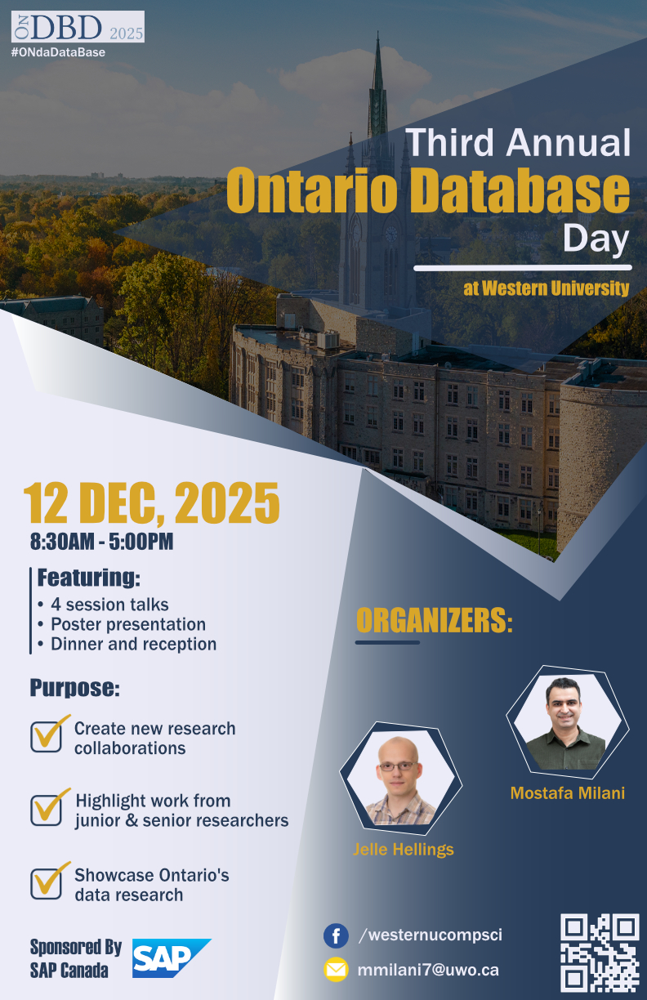 ON DBD 2025
#ONdaDataBase
Third Annual
Ontario Database
Day
at Western University
12 DEC, 2025
8:30AM - 5:00PM
Featuring:
• 4 session talks
• Poster presentation
• Dinner and reception
Purpose:
Create new research
collaborations
Highlight work from
junior & senior researchers
Showcase Ontario's
data research
Sponsored By
SAP Canada
SAP
ORGANIZERS:
Mostafa Milani
Jelle Hellings
f /westernucompsci
mmilani7@uwo.ca